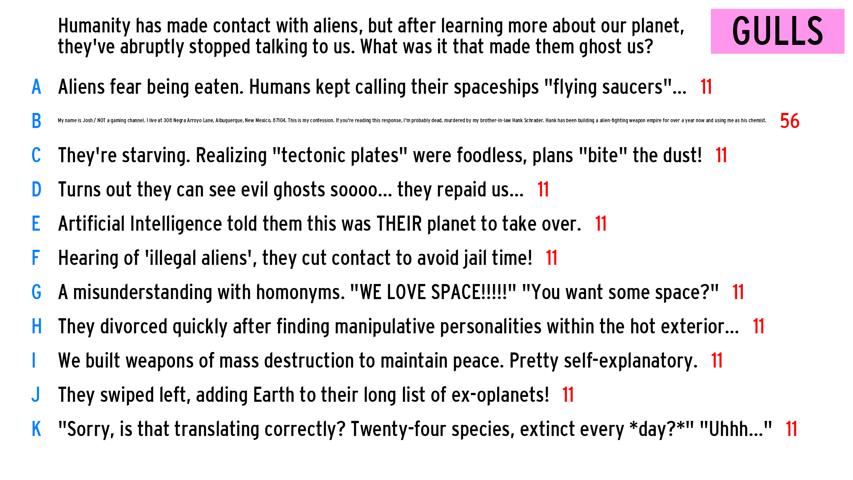 Humanity has made contact with aliens, but after learning more about our planet,
they've abruptly stopped talking to us. What was it that made them ghost us?
GULLS
A Aliens fear being eaten. Humans kept calling their spaceships "flying saucers"... 11
B My name is Josh/ NOT a gaming channel. I live at 308 Negra Arroyo Lane, Albuquerque, New Mexico, 87104. This is my confession. If you're reading this response, I'm probably dead, murdered by my brother-in-law Hank Schrader. Hank has been building a alien-fighting weapon empire for over a year now and using me as his chemist. 56
C They're starving. Realizing "tectonic plates" were foodless, plans "bite" the dust! 11
D Turns out they can see evil ghosts soooo... they repaid us... 11
E Artificial Intelligence told them this was THEIR planet to take over. 11
F Hearing of 'illegal aliens', they cut contact to avoid jail time! 11
G A misunderstanding with homonyms. "WE LOVE SPACE!!!!!" "You want some space?" 11
H They divorced quickly after finding manipulative personalities within the hot exterior... 11
I We built weapons of mass destruction to maintain peace. Pretty self-explanatory. 11
J They swiped left, adding Earth to their long list of ex-oplanets! 11
K "Sorry, is that translating correctly? Twenty-four species, extinct every *day?*" "Uhhh..." 11